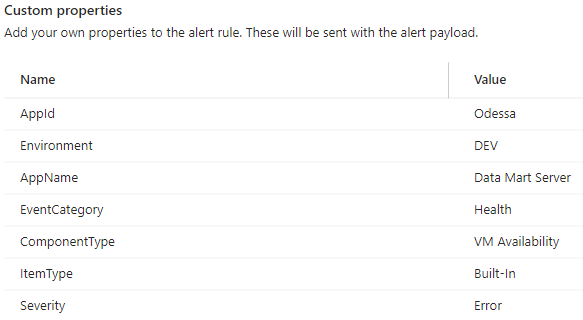 Custom properties
Add your own properties to the alert rule. These will be sent with the alert payload.
Name Value
AppId Odessa
Environment DEV
AppName Data Mart Server
EventCategory Health
ComponentType VM Availability
ItemType Built-In
Severity Error